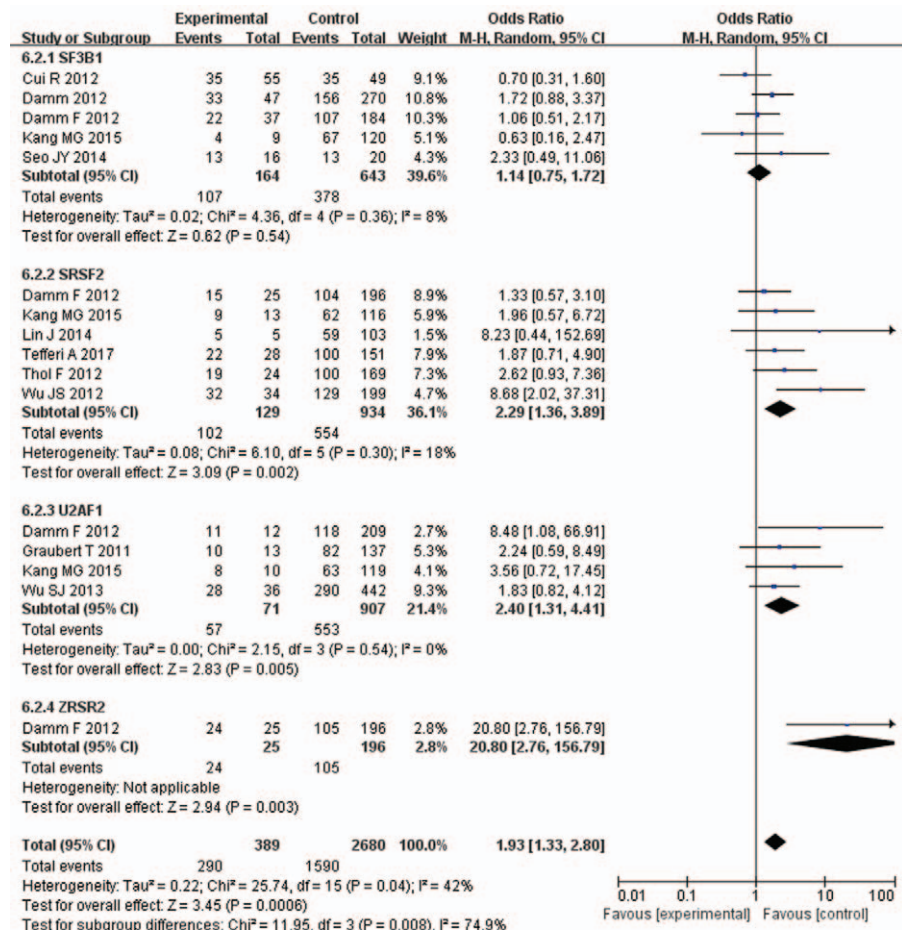 Experimental Control Odds Ratio Odds Ratio
Study or Subgroup Events Total Events Total Weight M-H, Random, 95% CI M-H, Random, 95% CI
6.2.1 SF3B1
Cui R 2012 35 55 35 49 9.1% 0.70 [0.31, 1.60]
Damm 2012 33 47 156 270 10.8% 1.72 [0.88, 3.37]
Damm F 2012 22 37 107 184 10.3% 1.06 [0.51, 2.17]
Kang MG 2015 4 9 67 120 5.1% 0.63 [0.16, 2.47]
Seo JY 2014 13 16 13 20 4.3% 2.33 [0.49, 11.06]
Subtotal (95% CI) 164 643 39.6% 1.14 [0.75, 1.72]
Total events 107 378
Heterogeneity: Tau² = 0.02; Chi² = 4.36, df = 4 (P = 0.36); I² = 8%
Test for overall effect: Z = 0.62 (P = 0.54)
6.2.2 SRSF2
Damm F 2012 15 25 104 196 8.9% 1.33 [0.57, 3.10]
Kang MG 2015 9 13 62 116 5.9% 1.96 [0.57, 6.72]
Lin J 2014 5 5 59 103 1.5% 8.23 [0.44, 152.69]
Tefferi A 2017 22 28 100 151 7.9% 1.87 [0.71, 4.90]
Thol F 2012 19 24 100 169 7.3% 2.62 [0.93, 7.36]
Wu JS 2012 32 34 129 199 4.7% 8.68 [2.02, 37.31]
Subtotal (95% CI) 129 934 36.1% 2.29 [1.36, 3.89]
Total events 102 554
Heterogeneity: Tau² = 0.08; Chi² = 6.10, df = 5 (P = 0.30); I² = 18%
Test for overall effect: Z = 3.09 (P = 0.002)
6.2.3 U2AF1
Damm F 2012 11 12 118 209 2.7% 8.48 [1.08, 66.91]
Graubert T 2011 10 13 82 137 5.3% 2.24 [0.59, 8.49]
Kang MG 2015 8 10 63 119 4.1% 3.56 [0.72, 17.45]
Wu SJ 2013 28 36 290 442 9.3% 1.83 [0.82, 4.12]
Subtotal (95% CI) 71 907 21.4% 2.40 [1.31, 4.41]
Total events 57 553
Heterogeneity: Tau² = 0.00; Chi² = 2.15, df = 3 (P = 0.54); I² = 0%
Test for overall effect: Z = 2.83 (P = 0.005)
6.2.4 ZRSR2
Damm F 2012 24 25 105 196 2.8% 20.80 [2.76, 156.79]
Subtotal (95% CI) 25 196 2.8% 20.80 [2.76, 156.79]
Total events 24 105
Heterogeneity: Not applicable
Test for overall effect: Z = 2.94 (P = 0.003)
Total (95% CI) 389 2680 100.0% 1.93 [1.33, 2.80]
Total events 290 1590
Heterogeneity: Tau² = 0.22; Chi² = 25.74, df = 15 (P = 0.04); I² = 42%
Test for overall effect: Z = 3.45 (P = 0.0006)
Test for subgroup differences: Chi² = 11.95, df = 3 (P = 0.008), I² = 74.9%
0.01 0.1 1 10 100
Favous [experimental] Favous [control]